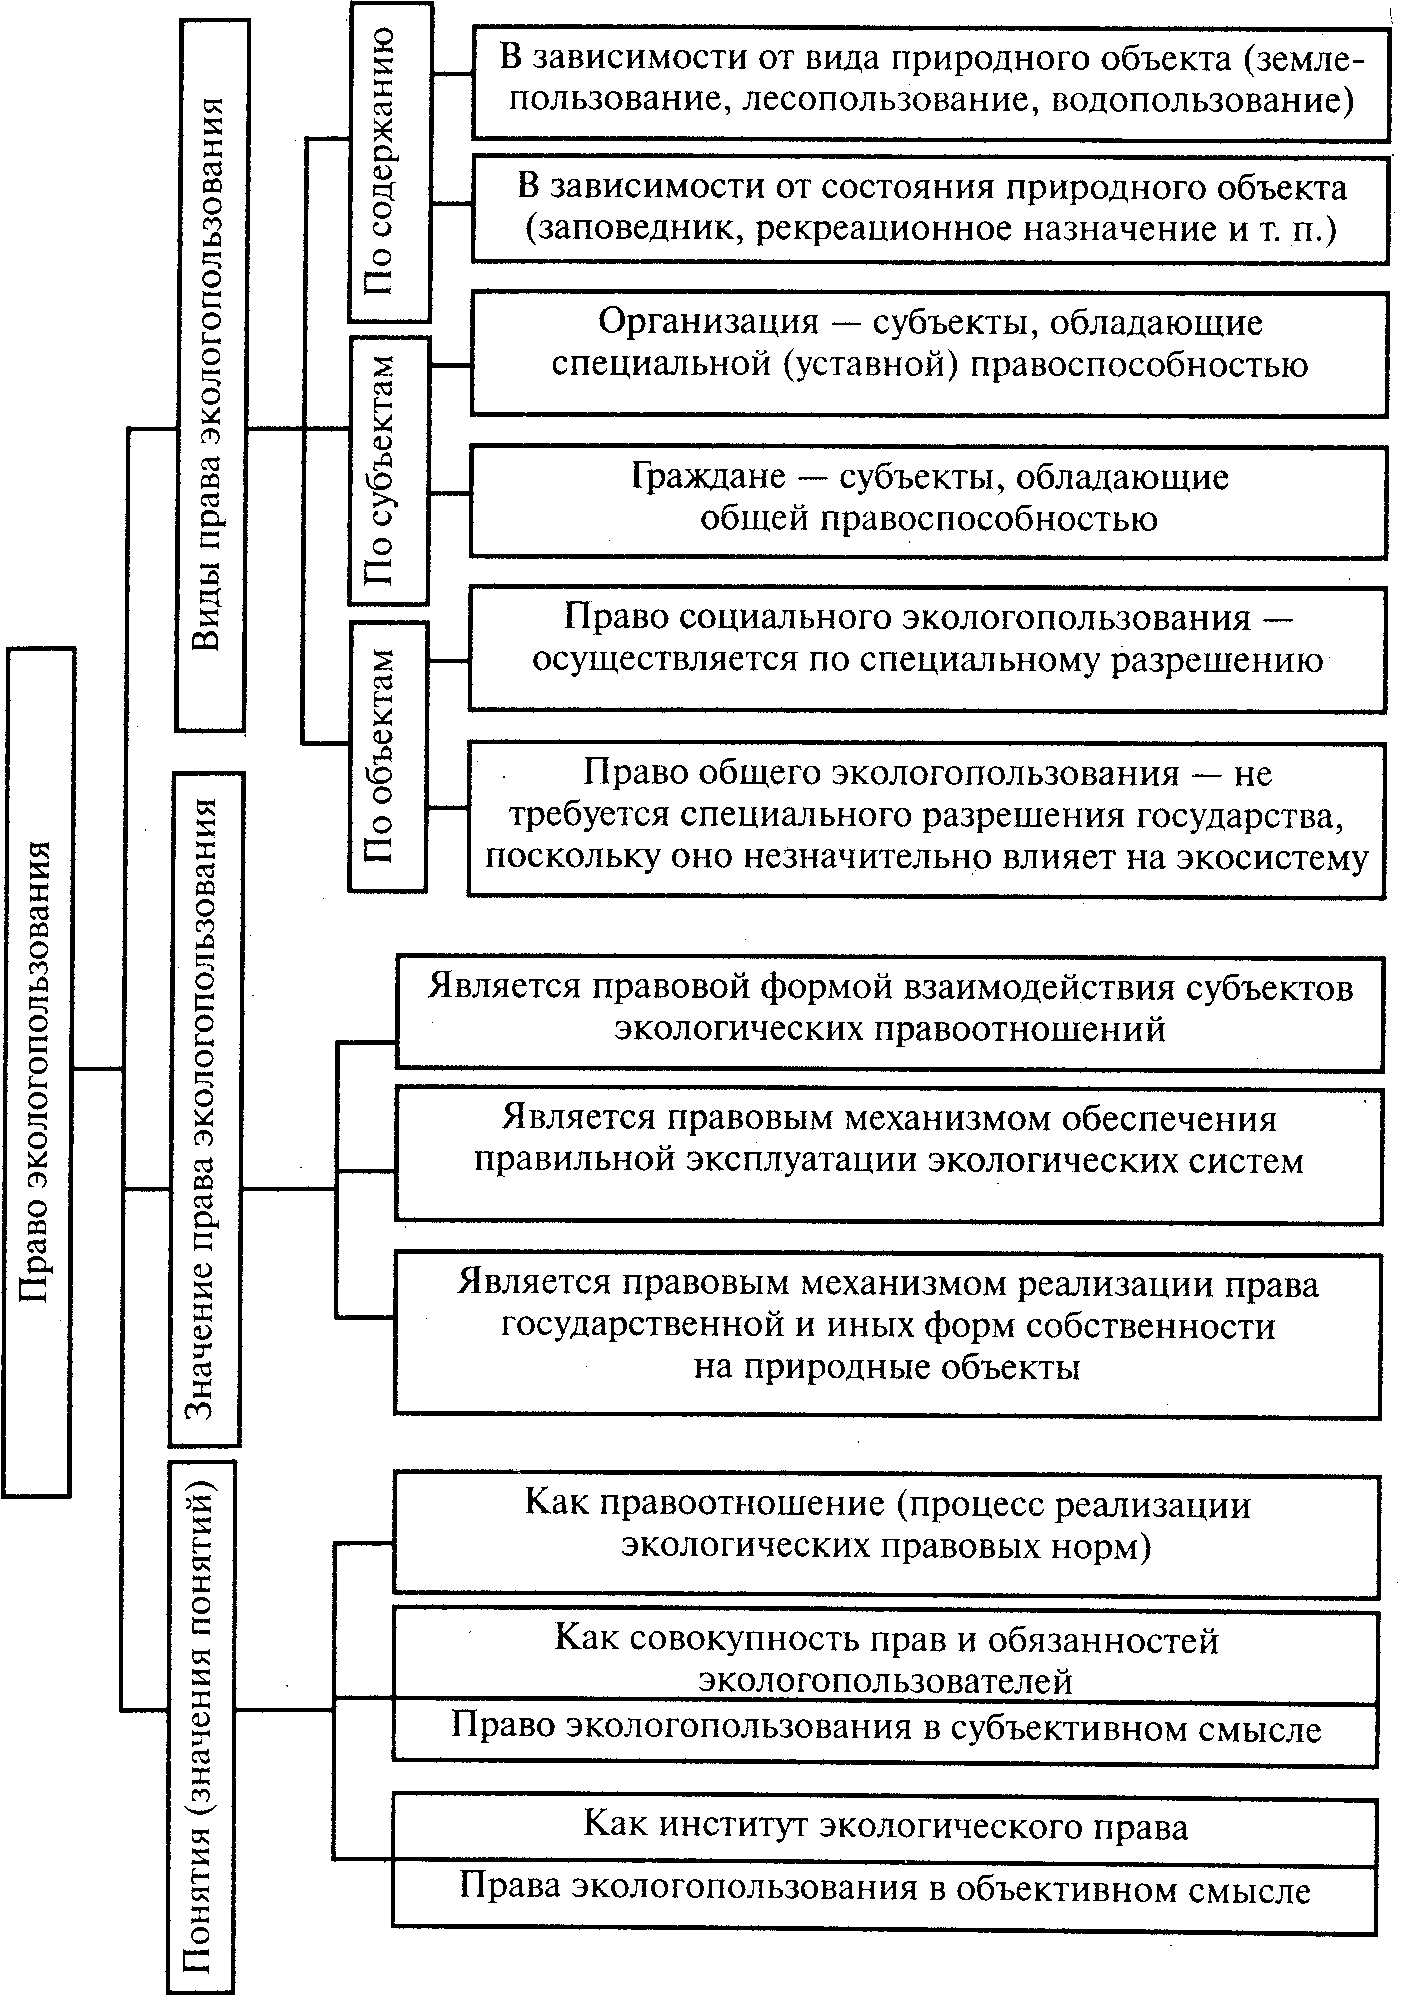 Право экологопользования
Виды права экологопользования
По содержанию
В зависимости от вида природного объекта (земле-
пользование, лесопользование, водопользование)
В зависимости от состояния природного объекта
(заповедник, рекреационное назначение и т. п.)
По субъектам
Организация — субъекты, обладающие
специальной (уставной) правоспособностью
Граждане — субъекты, обладающие
общей правоспособностью
По объектам
Право социального экологопользования —
осуществляется по специальному разрешению
Право общего экологопользования — не
требуется специального разрешения государства,
поскольку оно незначительно влияет на экосистему
Значение права экологопользования
Является правовой формой взаимодействия субъектов
экологических правоотношений
Является правовым механизмом обеспечения
правильной эксплуатации экологических систем
Является правовым механизмом реализации права
государственной и иных форм собственности
на природные объекты
Понятия (значения понятий)
Как правоотношение (процесс реализации
экологических правовых норм)
Как совокупность прав и обязанностей
экологопользователей
Право экологопользования в субъективном смысле
Как институт экологического права
Права экологопользования в объективном смысле